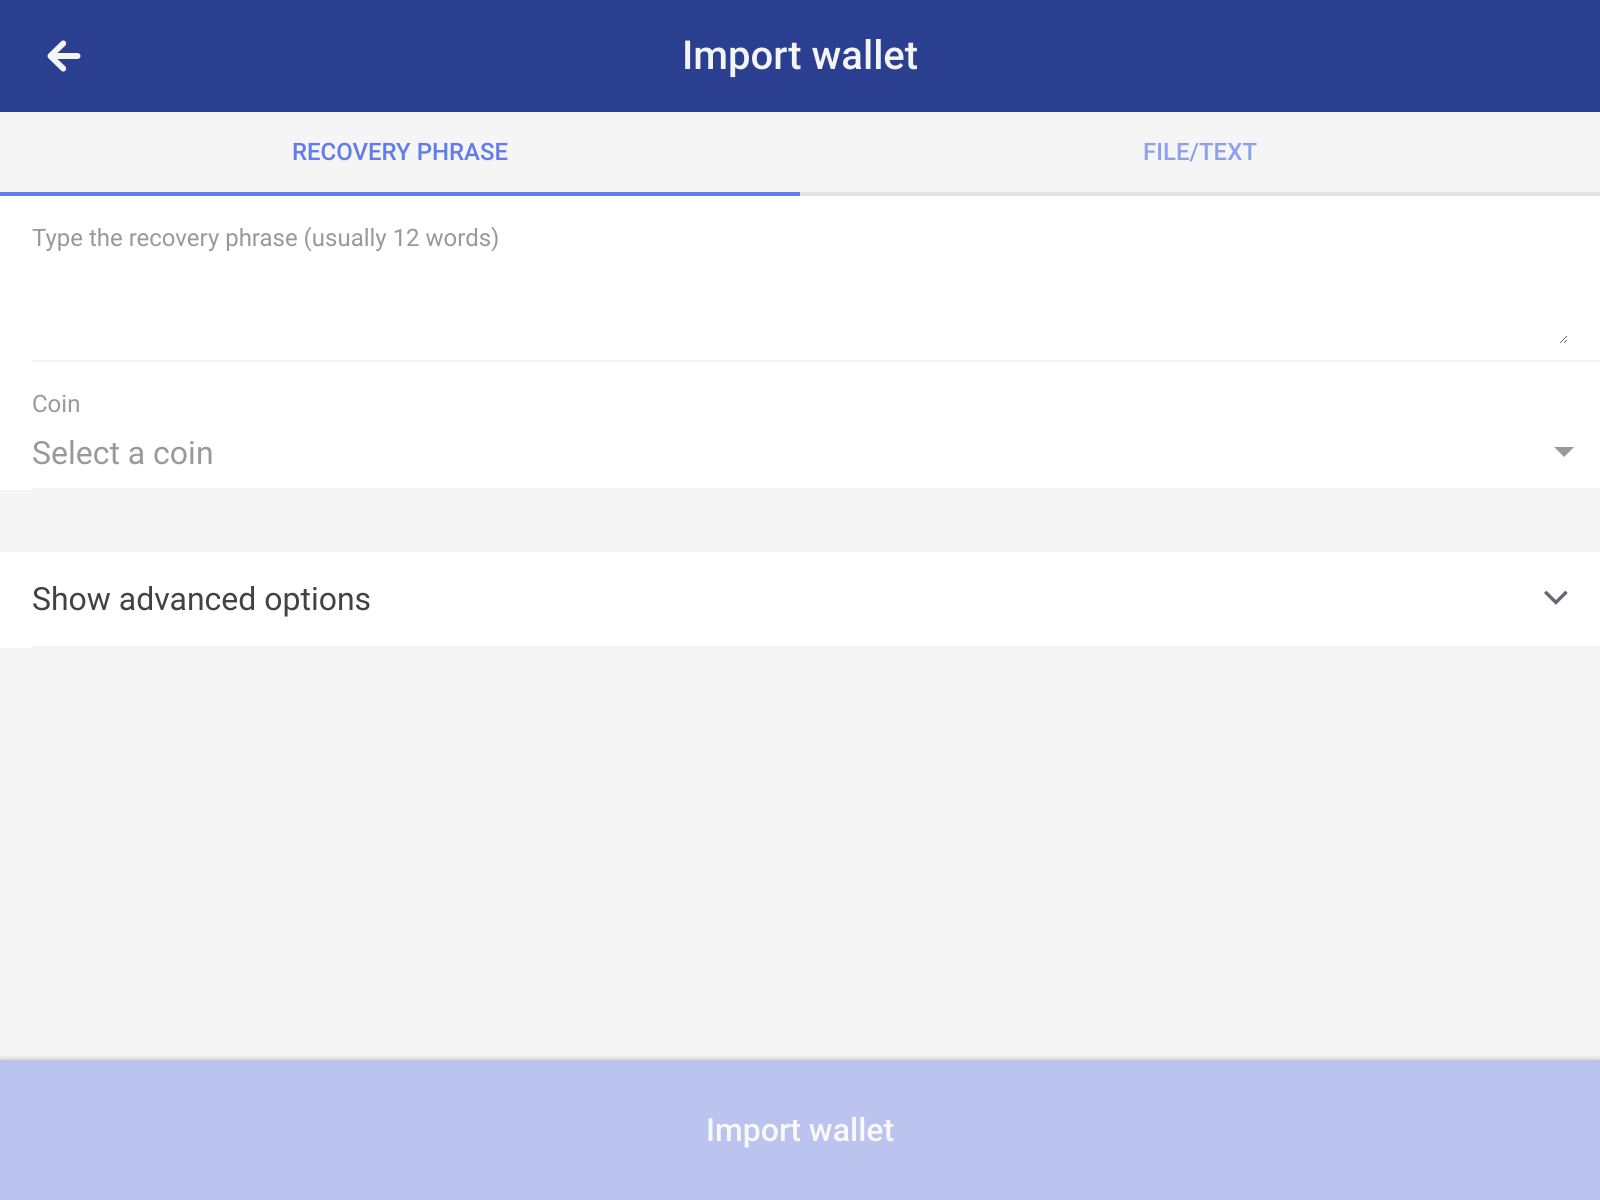 Import wallet
RECOVERY PHRASE
FILE/TEXT
Type the recovery phrase (usually 12 words)
Coin
Select a coin
Show advanced options
Import wallet